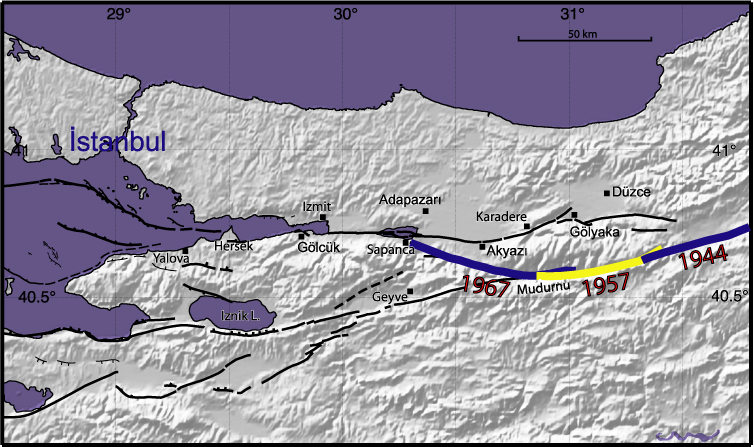 29°
30°
31°
50 km
İstanbul
41
41°
Düzce
Adapazarı
Izmit
Karadere
Gölyaka
Hersek
Gölcük
Sapanca
Akyazı
Yalova
1944
1967
Mudurnu
1957
Geyve
40.5°
40.5°
Iznik L.